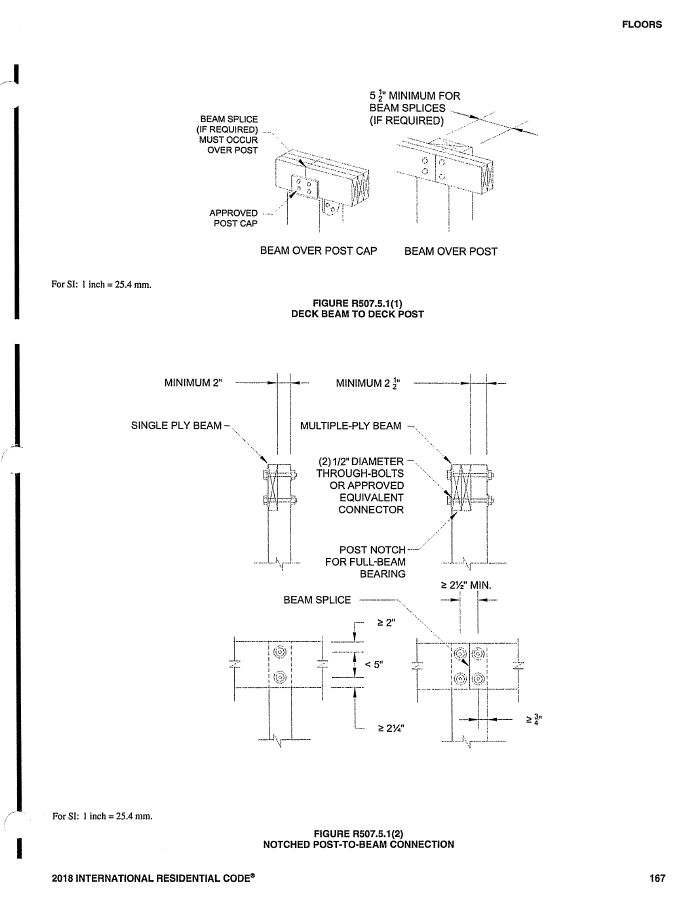 FLOORS
5 1/2" MINIMUM FOR
BEAM SPLICES
(IF REQUIRED)
BEAM SPLICE
(IF REQUIRED)
MUST OCCUR
OVER POST
APPROVED
POST CAP
BEAM OVER POST CAP
BEAM OVER POST
For SI: 1 inch = 25.4 mm.
FIGURE R507.5.1(1)
DECK BEAM TO DECK POST
MINIMUM 2"
MINIMUM 2 1/2"
SINGLE PLY BEAM
MULTIPLE-PLY BEAM
(2) 1/2" DIAMETER
THROUGH-BOLTS
OR APPROVED
EQUIVALENT
CONNECTOR
POST NOTCH
FOR FULL-BEAM
BEARING
≥ 2½" MIN.
BEAM SPLICE
≥ 2"
< 5"
≥ 2¼"
≥ 3/4"
For SI: 1 inch = 25.4 mm.
FIGURE R507.5.1(2)
NOTCHED POST-TO-BEAM CONNECTION
2018 INTERNATIONAL RESIDENTIAL CODE®
167